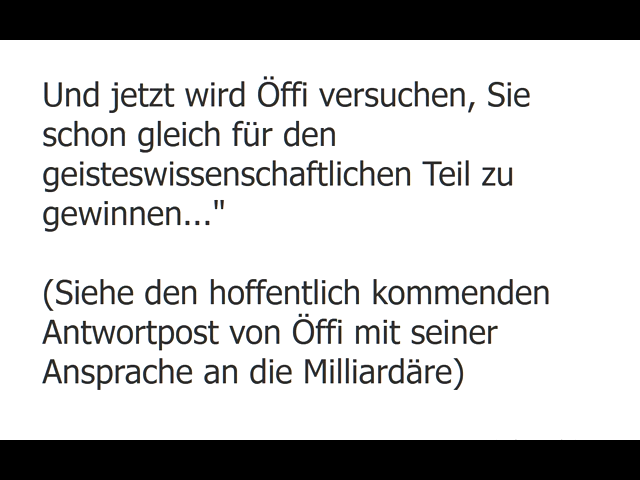 Und jetzt wird Öffi versuchen, Sie
schon gleich für den
geisteswissenschaftlichen Teil zu
gewinnen..."
(Siehe den hoffentlich kommenden
Antwortpost von Öffi mit seiner
Ansprache an die Milliardäre)